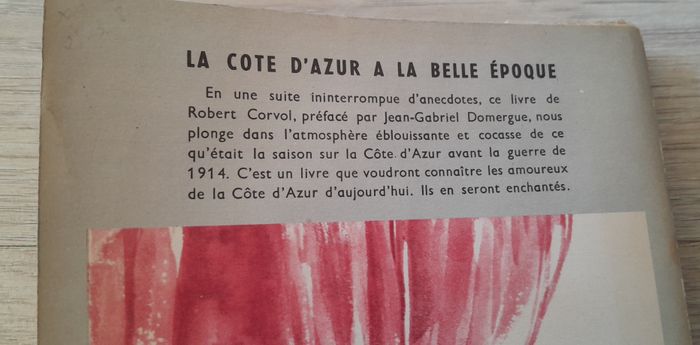 LA COTE D'AZUR A LA BELLE ÉPOQUE
En une suite ininterrompue d'anecdotes, ce livre de
Robert Corvol, préfacé par Jean-Gabriel Domergue, nous
plonge dans l'atmosphère éblouissante et cocasse de ce
qu'était la saison sur la Côte d'Azur avant la guerre de
1914. C'est un livre que voudront connaître les amoureux
de la Côte d'Azur d'aujourd'hui. Ils en seront enchantés.